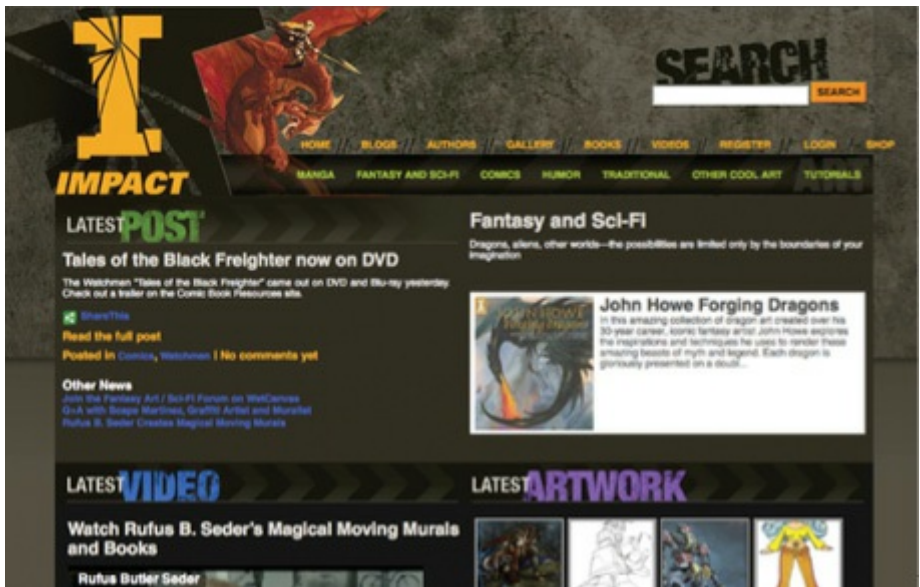 I
IMPACT
SEARCH
SEARCH
HOME // BLOGS // AUTHORS // GALLERY // BOOKS // VIDEOS // REGISTER // LOGIN / SHOP
MANGA FANTASY AND SCI-FI COMICS HUMOR TRADITIONAL OTHER COOL ART TUTORIALS
ART
LATEST POST
Tales of the Black Freighter now on DVD
The Watchmen "Tales of the Black Freighter" came out on DVD and Blu-ray yesterday.
Check out a trailer on the Comic Book Resources site.
ShareThis
Read the full post
Posted in Comics, Watchmen | No comments yet
Other News
Join the Fantasy Art / Sci-Fi Forum on WetCanvas
Q+A with Scape Martinez, Graffiti Artist and Muralist
Rufus B. Seder Creates Magical Moving Murals
Fantasy and Sci-Fi
Dragons, aliens, other worlds—the possibilities are limited only by the boundaries of your
imagination
JOHN HOWE
Forging Dragons
John Howe Forging Dragons
In this amazing collection of dragon art created over his
30-year career, iconic fantasy artist John Howe explores
the inspirations and techniques he uses to render these
amazing beasts of myth and legend. Each dragon is
gloriously presented on a doubl...
LATEST VIDEO
Watch Rufus B. Seder's Magical Moving Murals
and Books
Rufus Butler Seder
LATEST ARTWORK